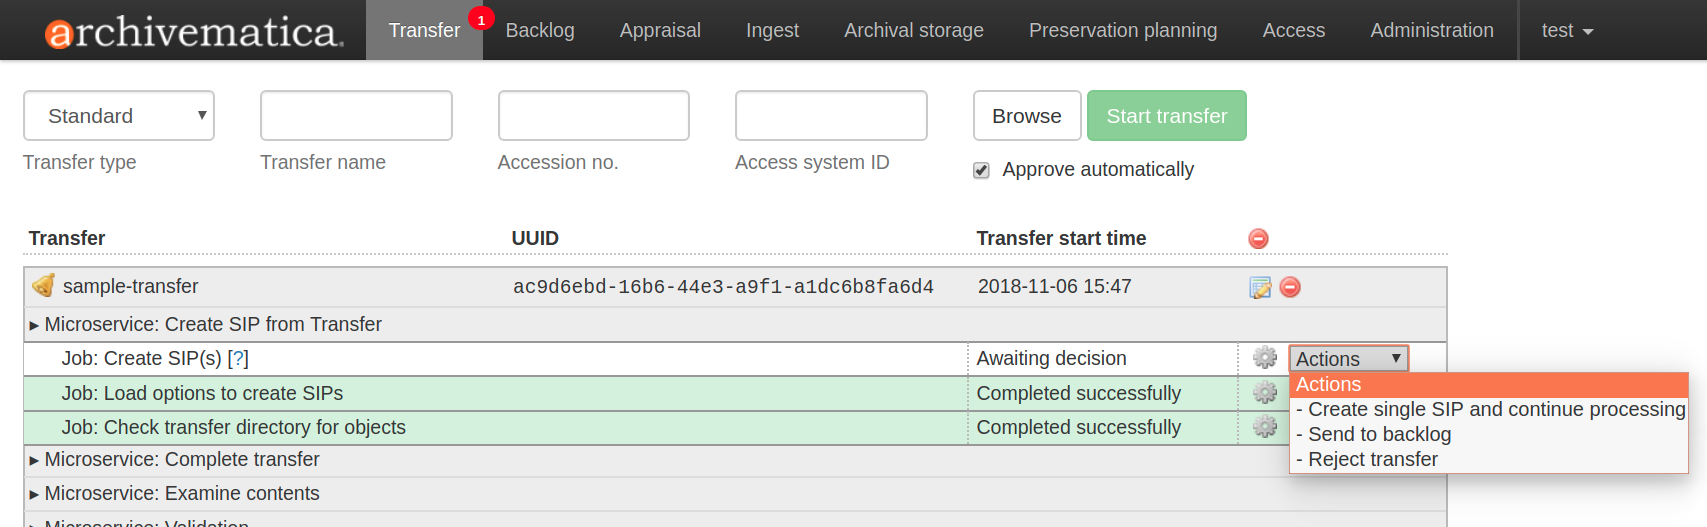 archivematica. Transfer 1 Backlog Appraisal Ingest Archival storage Preservation planning Access Administration test
Standard Browse Start transfer
Transfer type Transfer name Accession no. Access system ID Approve automatically
Transfer UUID Transfer start time
sample-transfer ac9d6ebd-16b6-44e3-a9f1-a1dc6b8fa6d4 2018-11-06 15:47
Microservice: Create SIP from Transfer
Job: Create SIP(s) [?] Awaiting decision Actions
Actions
Job: Load options to create SIPs Completed successfully
- Create single SIP and continue processing
Job: Check transfer directory for objects Completed successfully
- Send to backlog
Microservice: Complete transfer
- Reject transfer
Microservice: Examine contents
Microservice: Validation